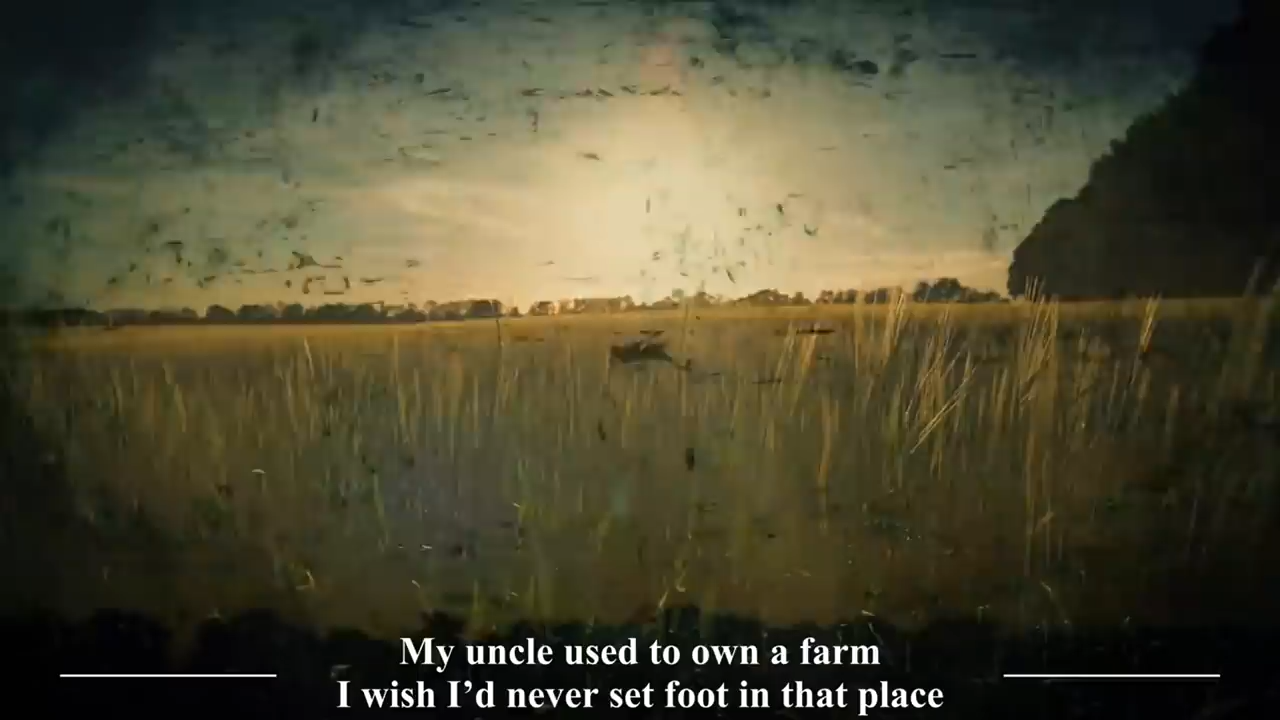 My uncle used to own a farm
I wish I’d never set foot in that place